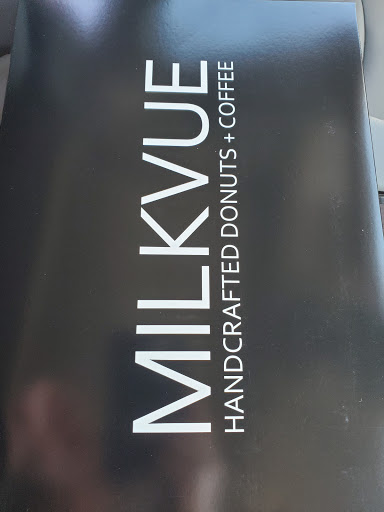 MILKVUE
HANDCRAFTED DONUTS + COFFEE